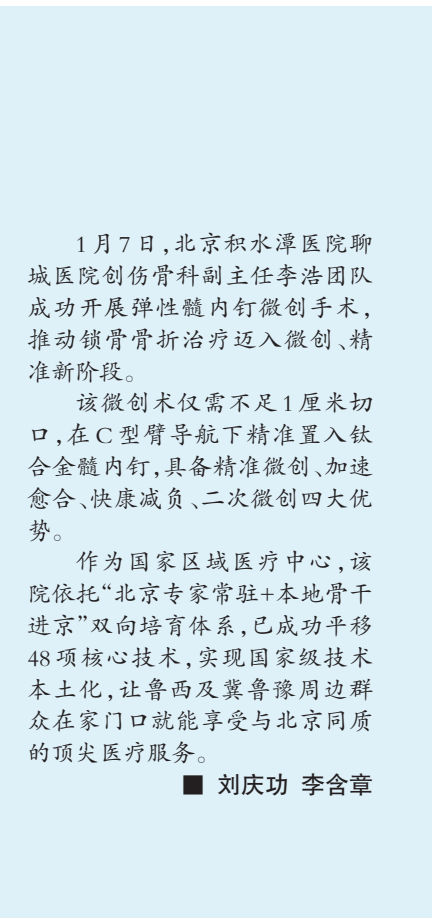 1月7日,北京积水潭医院聊
城医院创伤骨科副主任李浩团队
成功开展弹性髓内钉微创手术,
推动锁骨骨折治疗迈入微创、精
准新阶段。
该微创术仅需不足1厘米切
口,在C型臂导航下精准置入钛
合金髓内钉,具备精准微创、加速
愈合、快康减负、二次微创四大优
势。
作为国家区域医疗中心,该
院依托“北京专家常驻+本地骨干
进京”双向培育体系,已成功平移
48项核心技术,实现国家级技术
本土化,让鲁西及冀鲁豫周边群
众在家门口就能享受与北京同质
的顶尖医疗服务。
■ 刘庆功 李含章